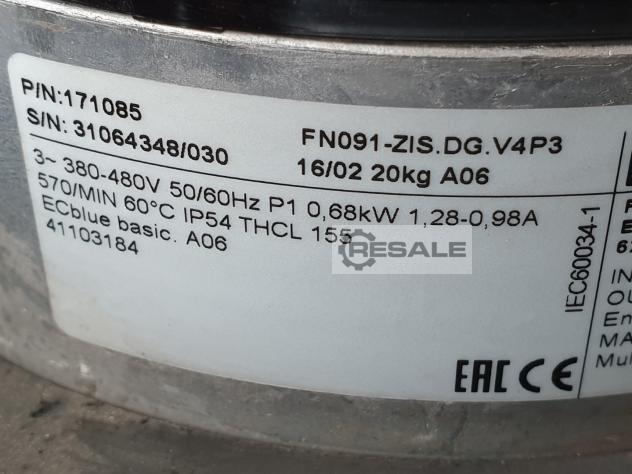 P/N:171085
S/N: 31064348/030
FN091-ZIS.DG.V4P3
16/02 20kg A06
3~ 380-480V 50/60Hz P1 0,68kW 1,28-0,98A
570/MIN 60°C IP54 THCL 155
ECblue basic. A06
41103184
RESALE
IEC60034-1
EAC CE